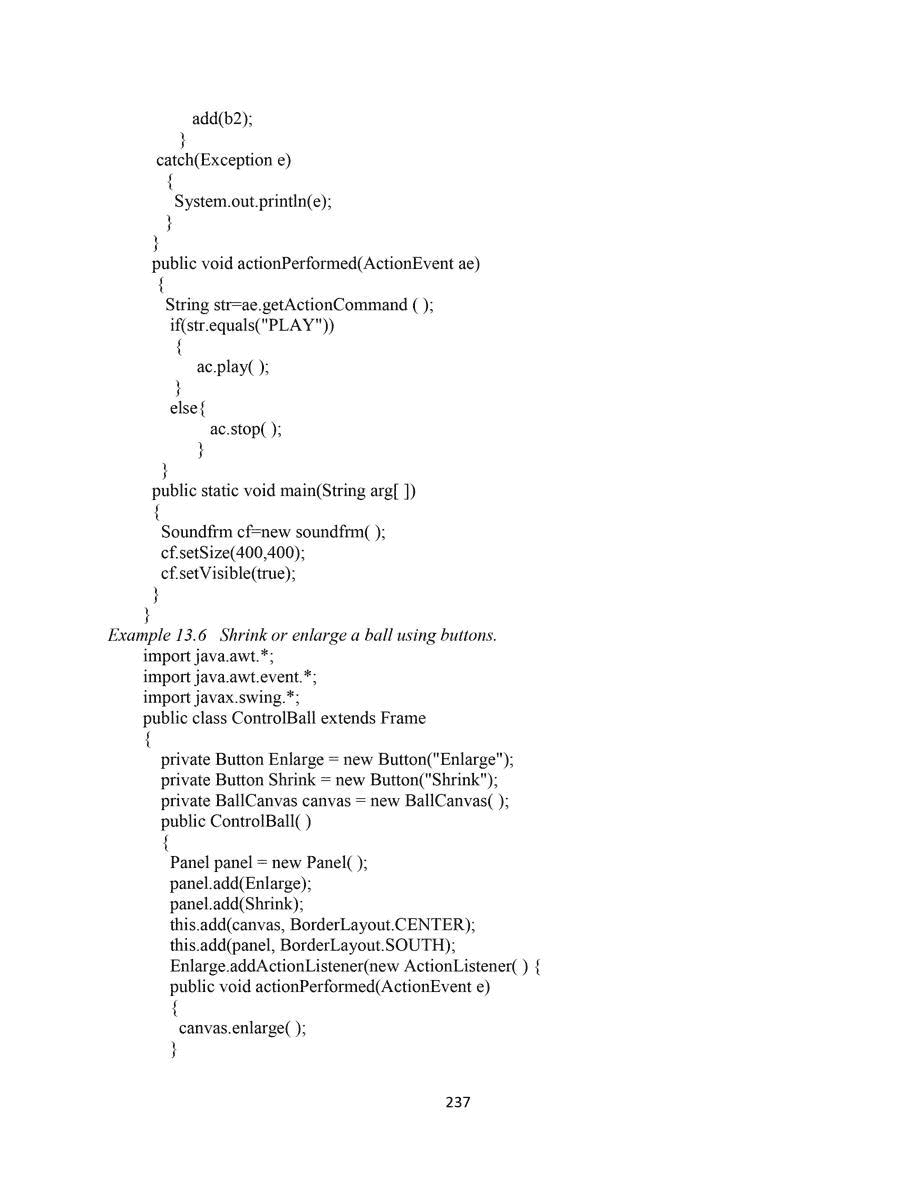 add(b2);
}
catch(Exception e)
{
System.out.println(e);
}
}
public void actionPerformed(ActionEvent ae)
{
String str=ae.getActionCommand ( );
if(str.equals("PLAY"))
{
ac.play( );
}
else{
ac.stop( );
}
}
public static void main(String arg[ ])
{
Soundfrm cf=new soundfrm( );
cf.setSize(400,400);
cf.setVisible(true);
}
}
Example 13.6 Shrink or enlarge a ball using buttons.
import java.awt.*;
import java.awt.event.*;
import javax.swing.*;
public class ControlBall extends Frame
{
private Button Enlarge = new Button("Enlarge");
private Button Shrink = new Button("Shrink");
private BallCanvas canvas = new BallCanvas( );
public ControlBall( )
{
Panel panel = new Panel( );
panel.add(Enlarge);
panel.add(Shrink);
this.add(canvas, BorderLayout.CENTER);
this.add(panel, BorderLayout.SOUTH);
Enlarge.addActionListener(new ActionListener( ) {
public void actionPerformed(ActionEvent e)
{
canvas.enlarge( );
}
237